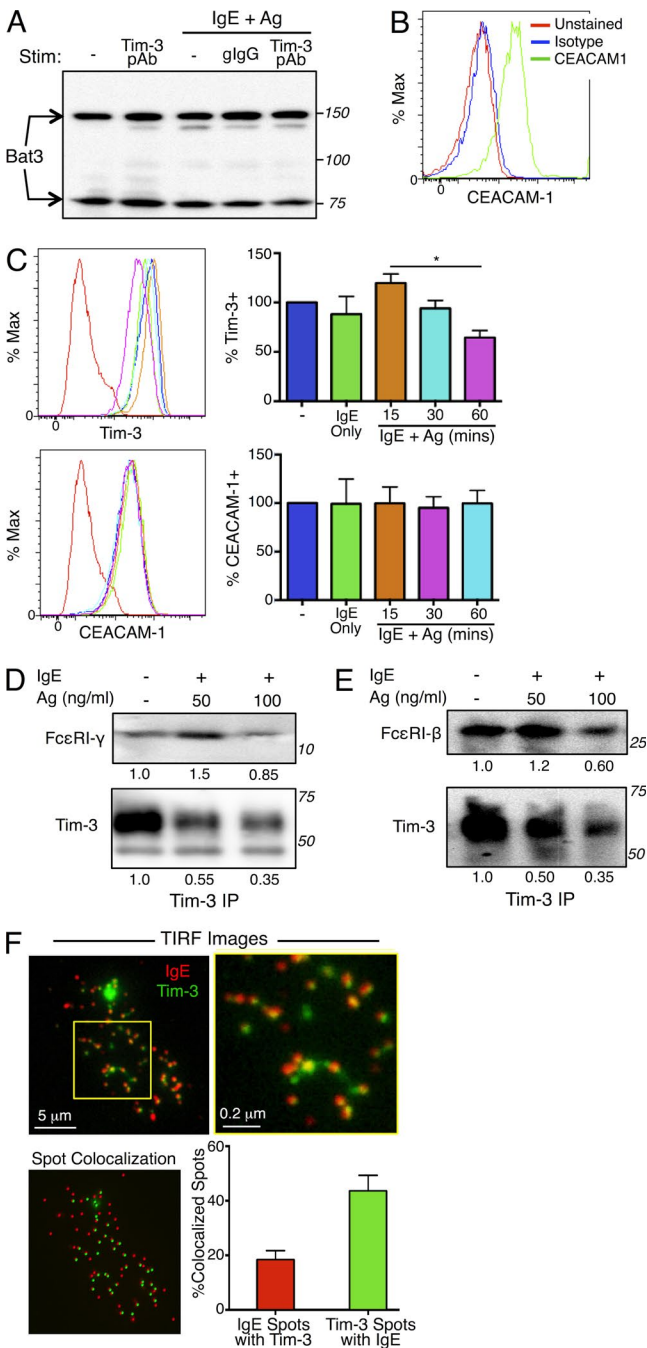 A
IgE + Ag
Stim: - Tim-3 pAb - gIgG Tim-3 pAb
Bat3
150
100
75
B
Unstained
Isotype
CEACAM1
% Max
0
CEACAM-1
C
% Max
0
Tim-3
% Tim-3+
150
100
50
0
*
- IgE Only 15 30 60
IgE + Ag (mins)
% Max
0
CEACAM-1
% CEACAM-1+
150
100
50
0
- IgE Only 15 30 60
IgE + Ag (mins)
D
IgE - + +
Ag (ng/ml) - 50 100
FcεRI-γ
10
1.0 1.5 0.85
Tim-3
75
50
1.0 0.55 0.35
Tim-3 IP
E
IgE - + +
Ag (ng/ml) - 50 100
FcεRI-β
25
1.0 1.2 0.60
Tim-3
75
50
1.0 0.50 0.35
Tim-3 IP
F
TIRF Images
IgE
Tim-3
5 μm
0.2 μm
Spot Colocalization
%Colocalized Spots
60
40
20
0
IgE Spots with Tim-3
Tim-3 Spots with IgE